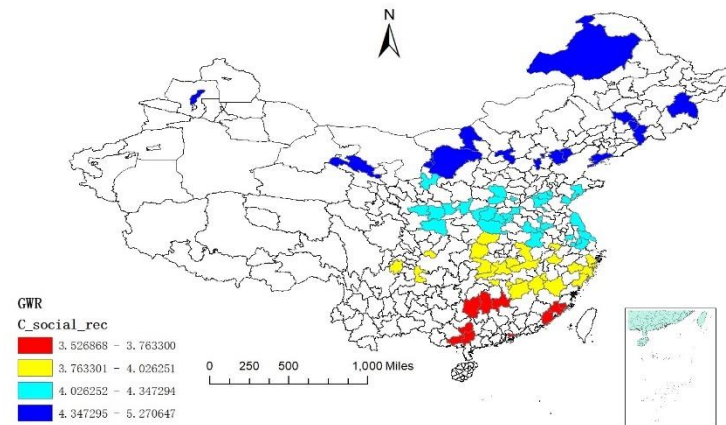 N
GWR
C_social_rec
3.526868 - 3.763300
3.763301 - 4.026251
4.026252 - 4.347294
4.347295 - 5.270647
0 250 500 1,000 Miles